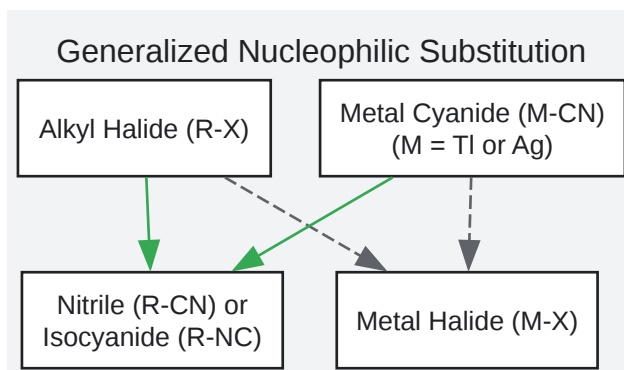 Generalized Nucleophilic Substitution
Alkyl Halide (R-X)
Metal Cyanide (M-CN)
(M = Tl or Ag)
Nitrile (R-CN) or
Isocyanide (R-NC)
Metal Halide (M-X)